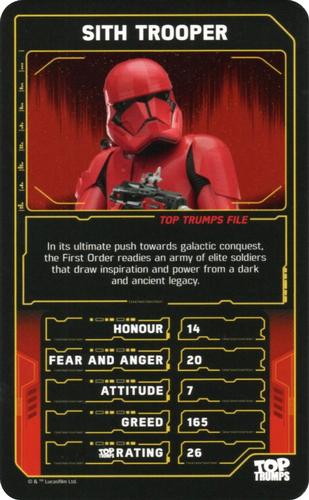 SITH TROOPER
TOP TRUMPS FILE
In its ultimate push towards galactic conquest,
the First Order readies an army of elite soldiers
that draw inspiration and power from a dark
and ancient legacy.
HONOUR 14
FEAR AND ANGER 20
ATTITUDE 7
GREED 165
TOP TRUMPS RATING 26
© & ™ Lucasfilm Ltd.
TOP
TRUMPS